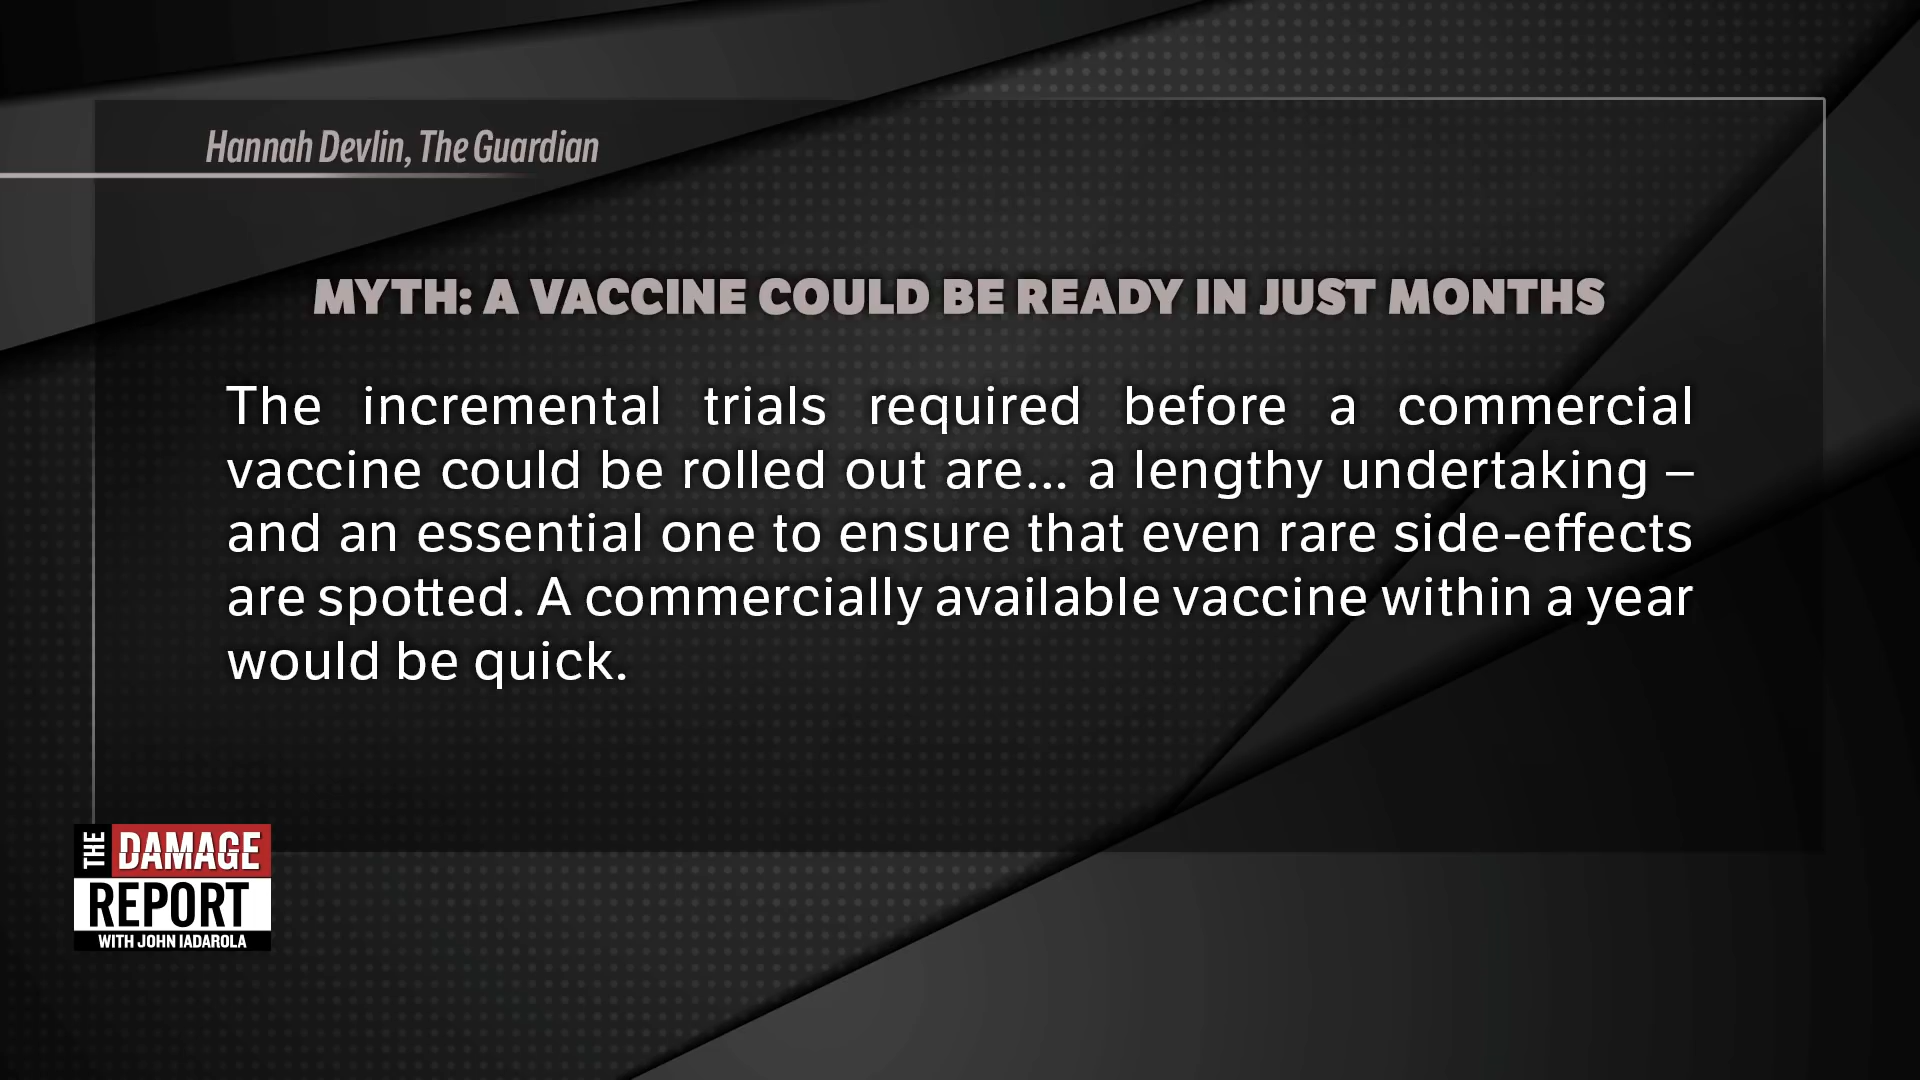 Hannah Devlin, The Guardian
MYTH: A VACCINE COULD BE READY IN JUST MONTHS
The incremental trials required before a commercial
vaccine could be rolled out are... a lengthy undertaking –
and an essential one to ensure that even rare side-effects
are spotted. A commercially available vaccine within a year
would be quick.
THE DAMAGE
REPORT
WITH JOHN IADAROLA